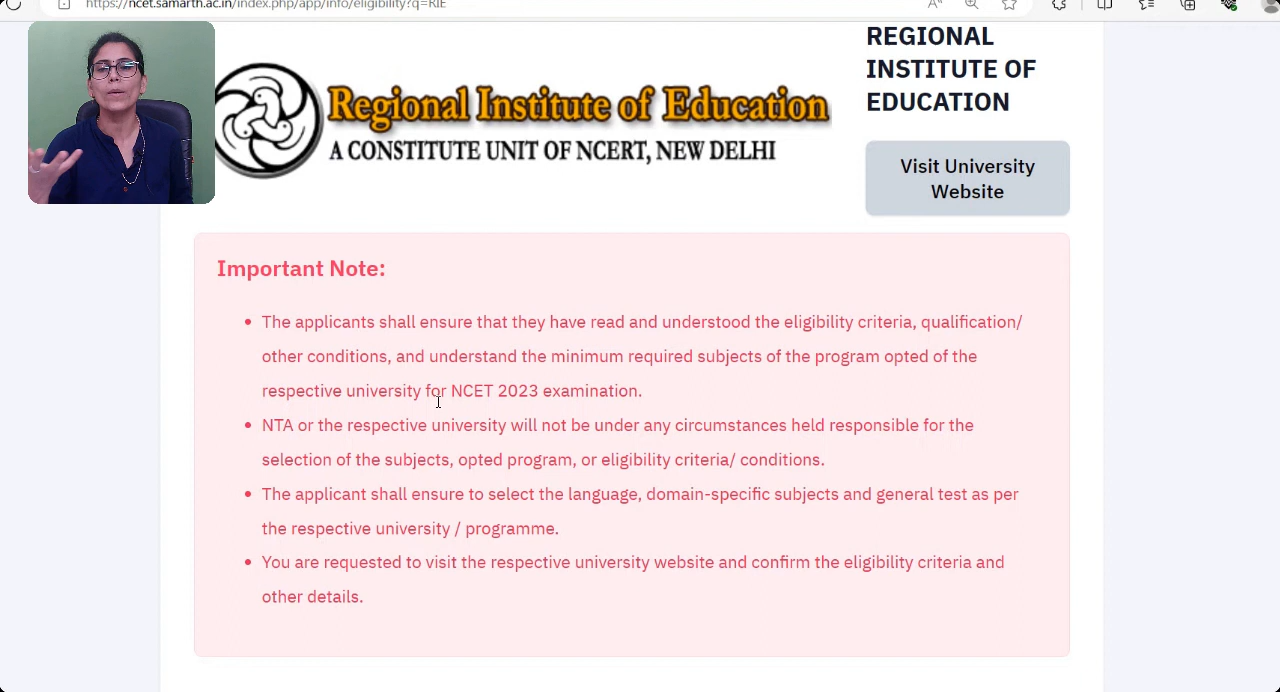 https://ncet.samarth.ac.in/index.php/app/info/eligibility?q=RIE
REGIONAL
INSTITUTE OF
EDUCATION
Regional Institute of Education
A CONSTITUTE UNIT OF NCERT, NEW DELHI
Visit University
Website
Important Note:
• The applicants shall ensure that they have read and understood the eligibility criteria, qualification/
other conditions, and understand the minimum required subjects of the program opted of the
respective university for NCET 2023 examination.
• NTA or the respective university will not be under any circumstances held responsible for the
selection of the subjects, opted program, or eligibility criteria/ conditions.
• The applicant shall ensure to select the language, domain-specific subjects and general test as per
the respective university / programme.
• You are requested to visit the respective university website and confirm the eligibility criteria and
other details.